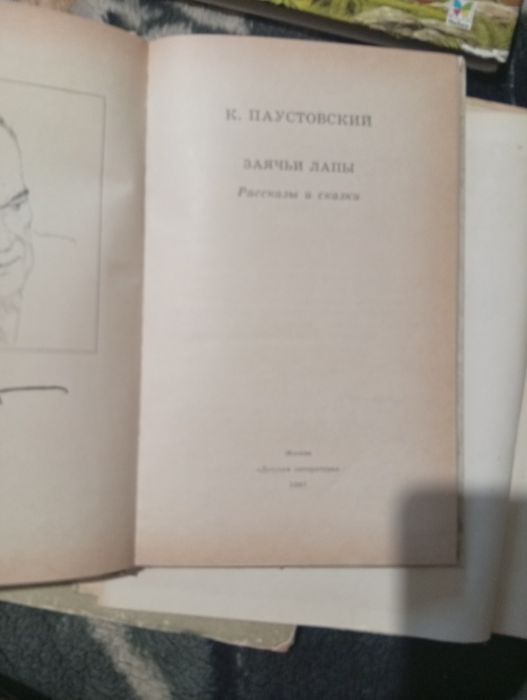 К. ПАУСТОВСКИЙ
ЗАЯЧЬИ ЛАПЫ
Рассказы и сказки
Москва
«Детская литература»